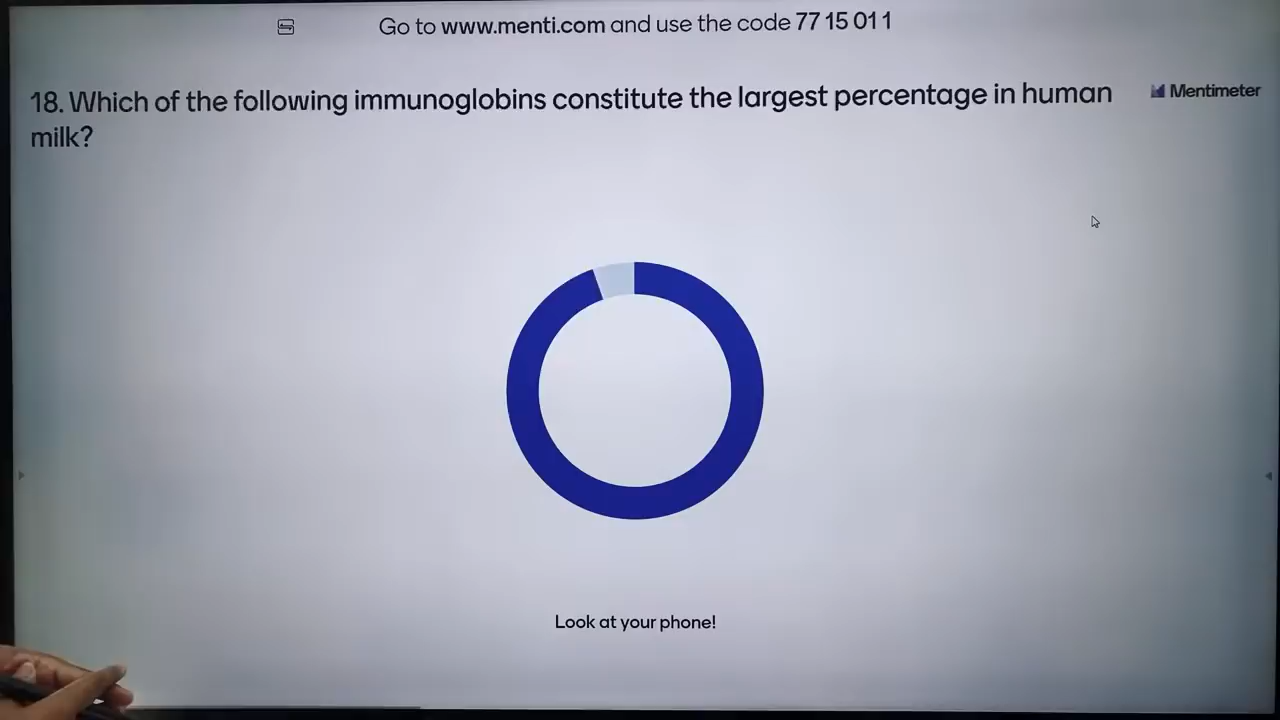 Go to www.menti.com and use the code 77 15 01 1
18. Which of the following immunoglobins constitute the largest percentage in human
milk?
Mentimeter
Look at your phone!